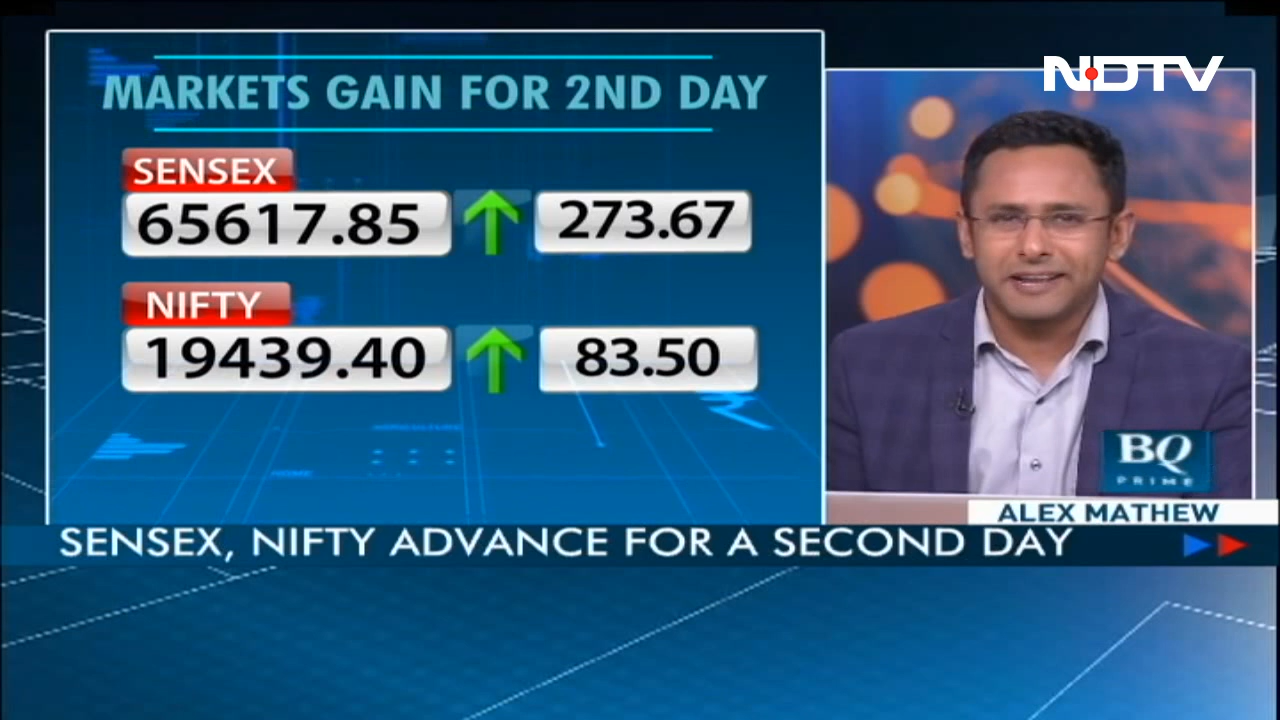 NDTV
MARKETS GAIN FOR 2ND DAY
SENSEX
65617.85
273.67
NIFTY
19439.40
83.50
BQ
PRIME
ALEX MATHEW
SENSEX, NIFTY ADVANCE FOR A SECOND DAY